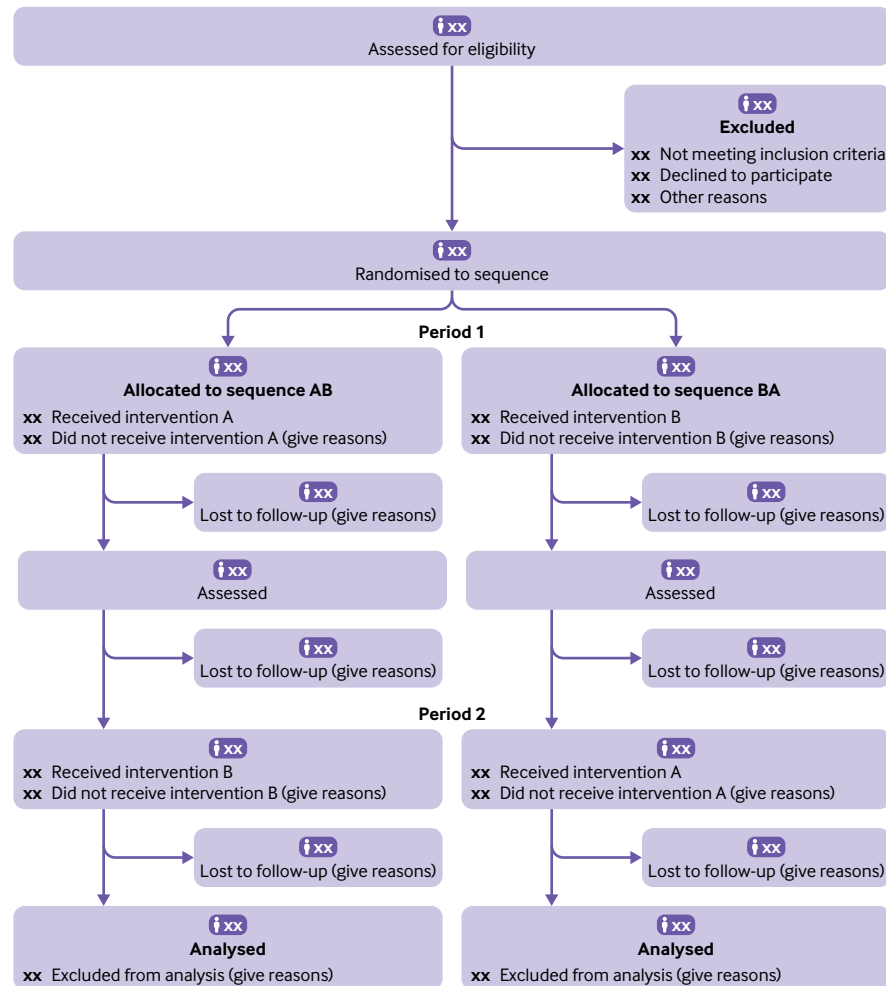 xx
Assessed for eligibility
xx
Excluded
xx Not meeting inclusion criteria
xx Declined to participate
xx Other reasons
xx
Randomised to sequence
Period 1
xx
Allocated to sequence AB
xx Received intervention A
xx Did not receive intervention A (give reasons)
xx
Allocated to sequence BA
xx Received intervention B
xx Did not receive intervention B (give reasons)
xx
Lost to follow-up (give reasons)
xx
Lost to follow-up (give reasons)
xx
Assessed
xx
Assessed
xx
Lost to follow-up (give reasons)
xx
Lost to follow-up (give reasons)
Period 2
xx
xx Received intervention B
xx Did not receive intervention B (give reasons)
xx
xx Received intervention A
xx Did not receive intervention A (give reasons)
xx
Lost to follow-up (give reasons)
xx
Lost to follow-up (give reasons)
xx
Analysed
xx Excluded from analysis (give reasons)
xx
Analysed
xx Excluded from analysis (give reasons)